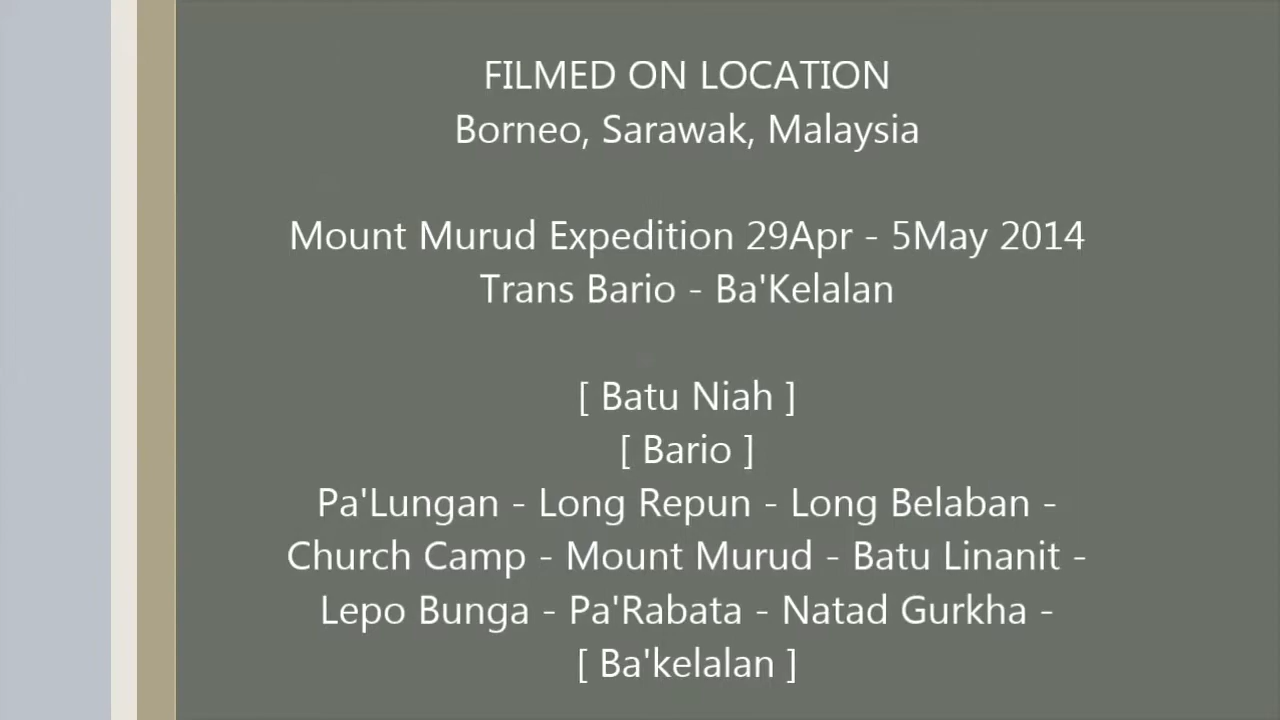 FILMED ON LOCATION
Borneo, Sarawak, Malaysia
Mount Murud Expedition 29Apr - 5May 2014
Trans Bario - Ba'Kelalan
[ Batu Niah ]
[ Bario ]
Pa'Lungan - Long Repun - Long Belaban -
Church Camp - Mount Murud - Batu Linanit -
Lepo Bunga - Pa'Rabata - Natad Gurkha -
[ Ba'kelalan ]